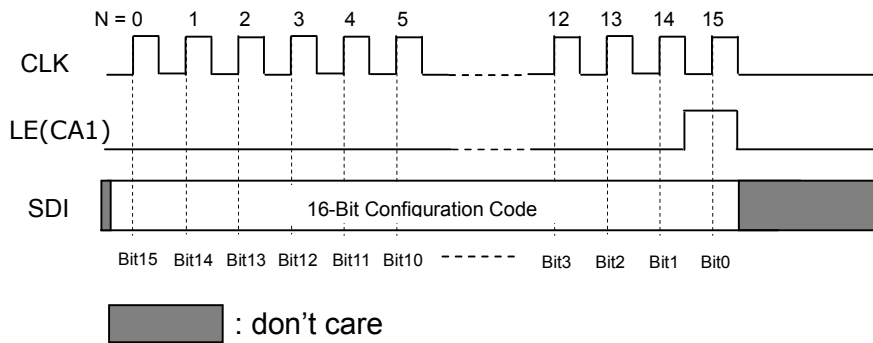 N = 0 1 2 3 4 5 12 13 14 15
CLK
LE(CA1)
SDI 16-Bit Configuration Code
Bit15 Bit14 Bit13 Bit12 Bit11 Bit10 Bit3 Bit2 Bit1 Bit0
: don't care